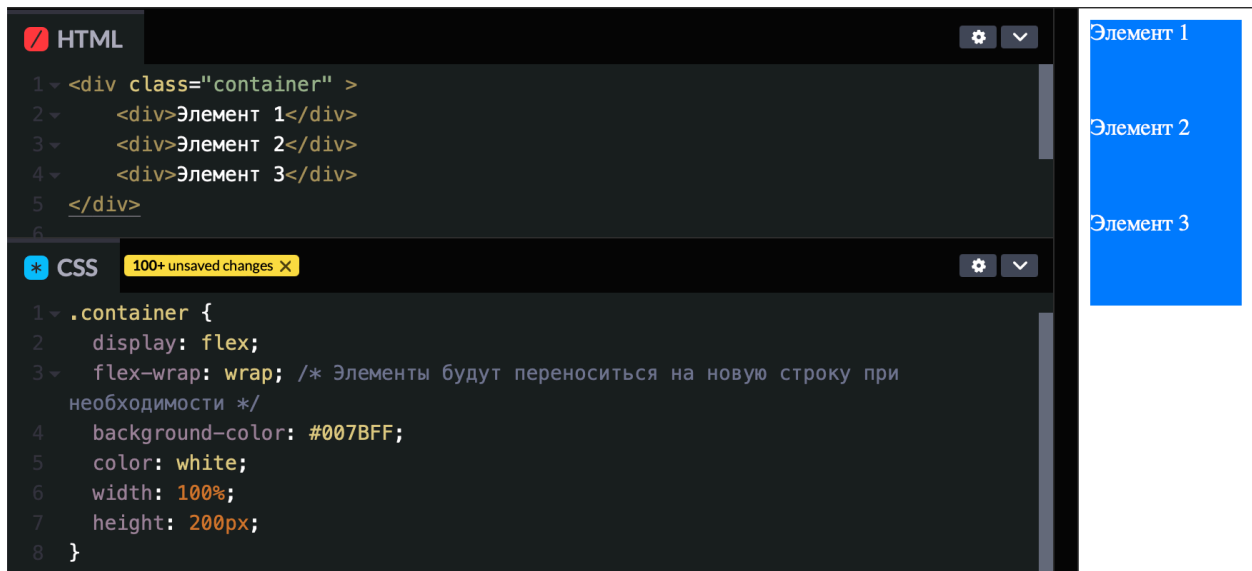 HTML
1 <div class="container" >
2 <div>Элемент 1</div>
3 <div>Элемент 2</div>
4 <div>Элемент 3</div>
5 </div>
6
CSS 100+ unsaved changes ×
1 .container {
2 display: flex;
3 flex-wrap: wrap; /* Элементы будут переноситься на новую строку при
необходимости */
4 background-color: #007BFF;
5 color: white;
6 width: 100%;
7 height: 200px;
8 }
Элемент 1
Элемент 2
Элемент 3